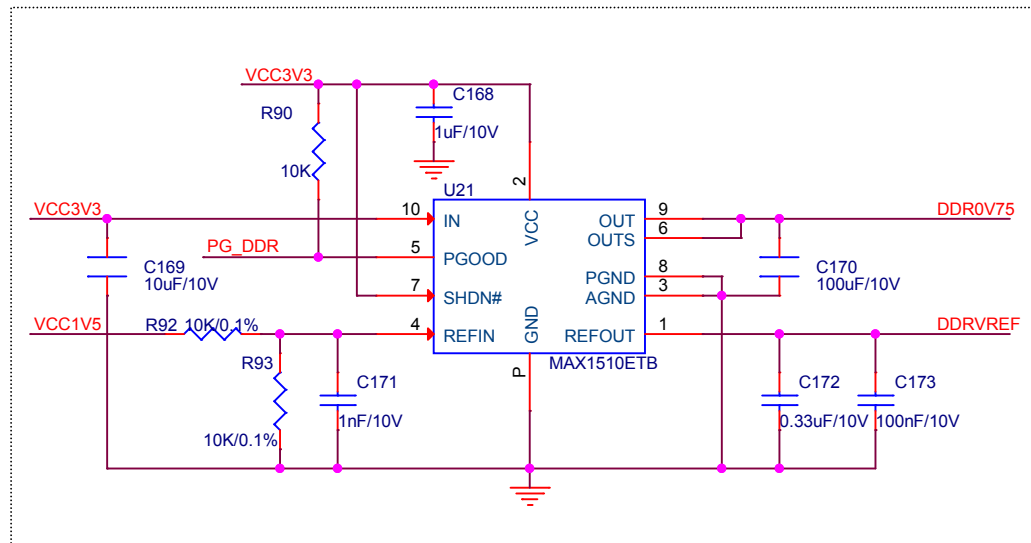 VCC3V3
C168
1uF/10V
R90
10K
U21
2
VCC
VCC3V3
10
IN
OUT
9
DDR0V75
OUTS
6
PG_DDR
5
PGOOD
C169
10uF/10V
PGND
8
C170
100uF/10V
7
SHDN#
AGND
3
VCC1V5
R92 10K/0.1%
4
REFIN
GND
REFOUT
1
DDRVREF
MAX1510ETB
P
R93
10K/0.1%
C171
1nF/10V
C172
0.33uF/10V
C173
100nF/10V